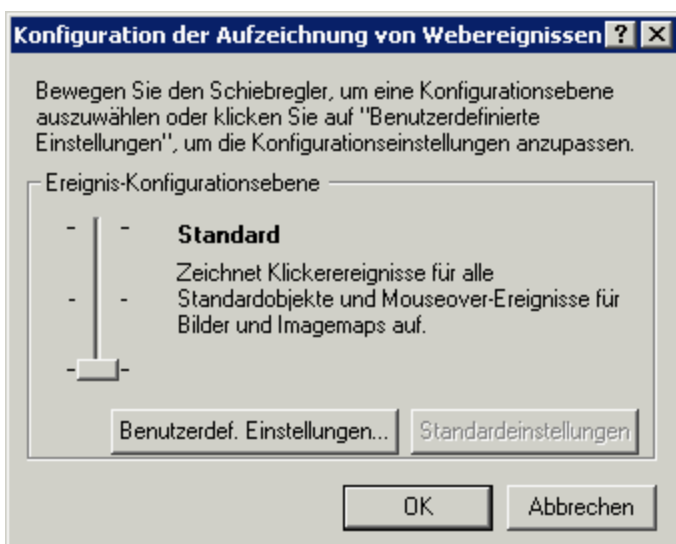 Konfiguration der Aufzeichnung von Webereignissen
Bewegen Sie den Schiebregler, um eine Konfigurationsebene
auszuwählen oder klicken Sie auf "Benutzerdefinierte
Einstellungen", um die Konfigurationseinstellungen anzupassen.
Ereignis-Konfigurationsebene
Standard
Zeichnet Klickerereignisse für alle
Standardobjekte und Mouseover-Ereignisse für
Bilder und Imagemaps auf.
Benutzerdef. Einstellungen... Standardeinstellungen
OK Abbrechen